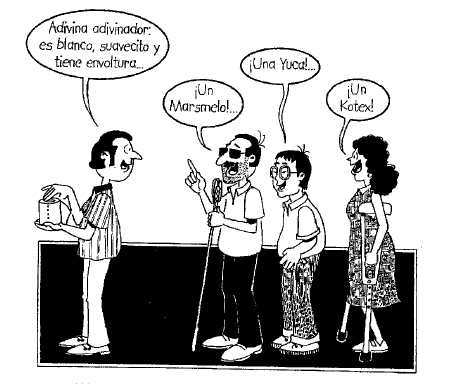 Adivina adivinador:
es blanco, suavecito y
tiene envoltura...
¡Un
Marsmelo!...
¡Una Yuca!...
¡Un
Kotex!